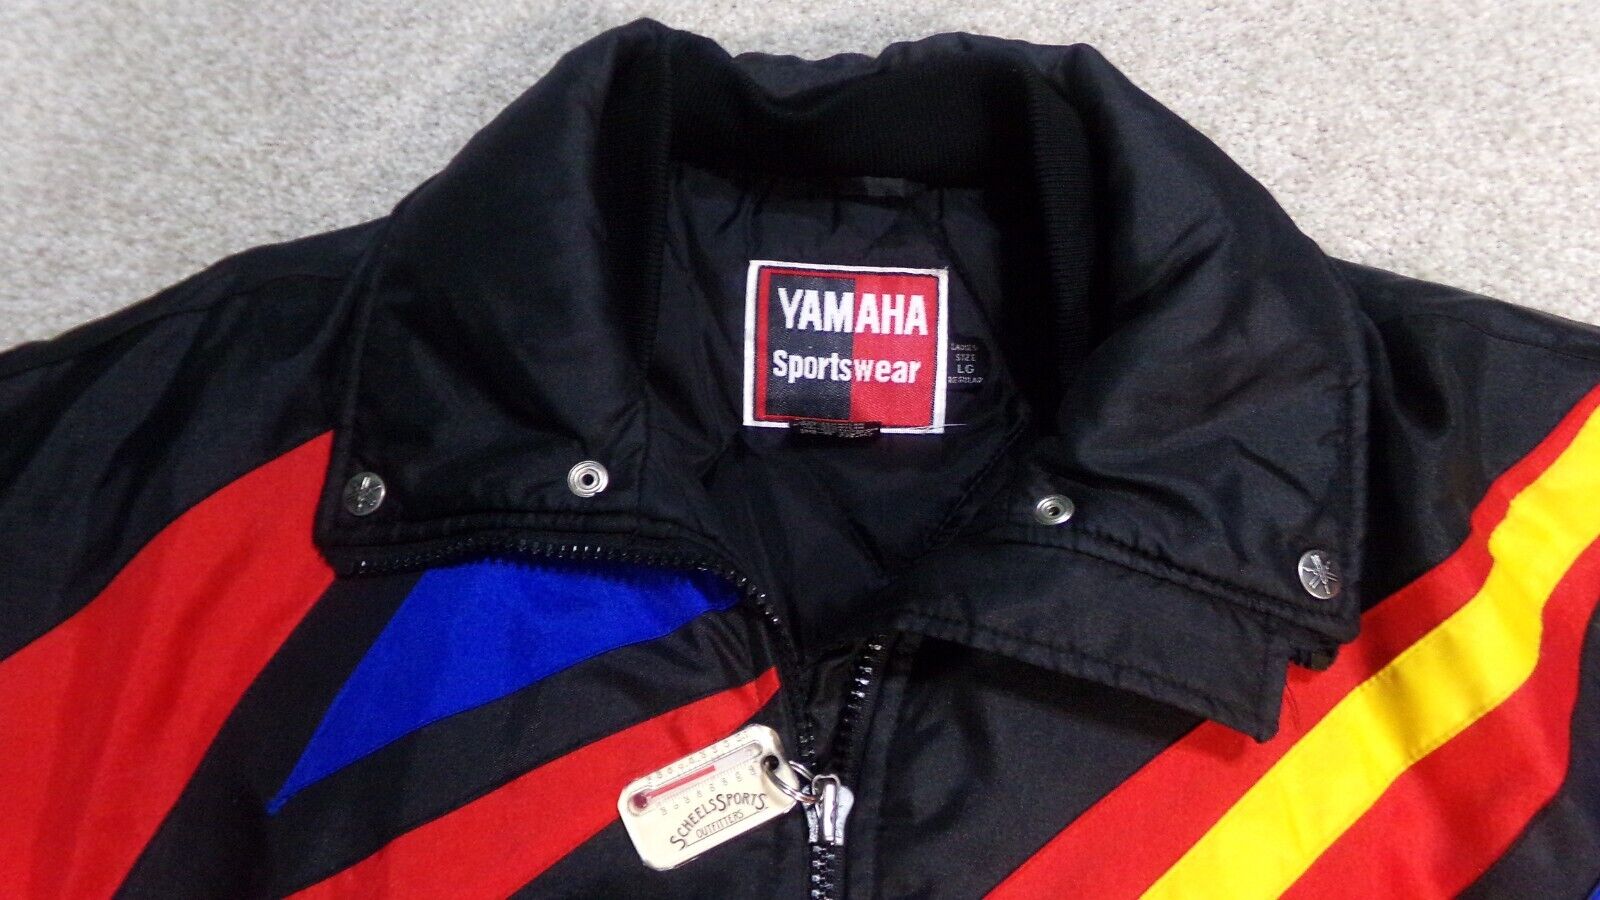 YAMAHA
Sportswear
LADIES
SIZE
LG
REGULAR
SCHEELS SPORTS
OUTFITTERS